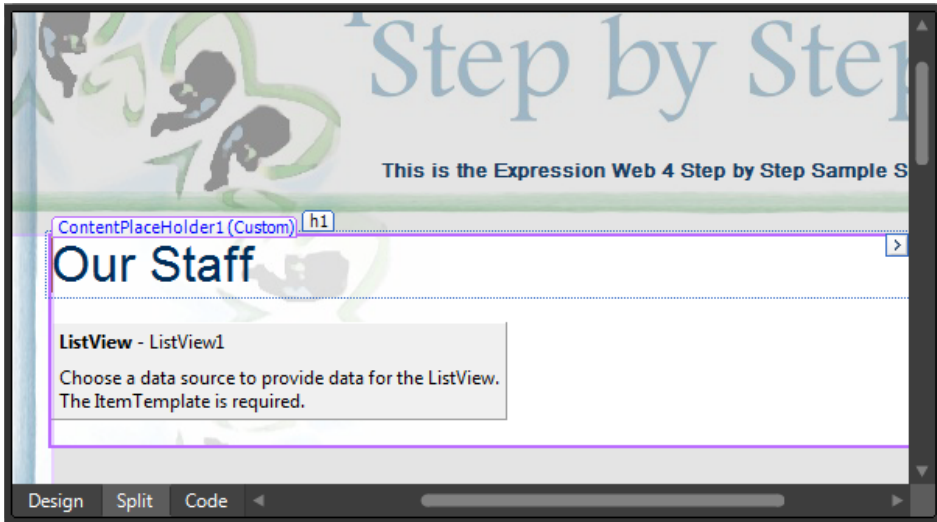 Step by Step
This is the Expression Web 4 Step by Step Sample S
ContentPlaceHolder1 (Custom)
h1
Our Staff
ListView - ListView1
Choose a data source to provide data for the ListView.
The ItemTemplate is required.
Design Split Code